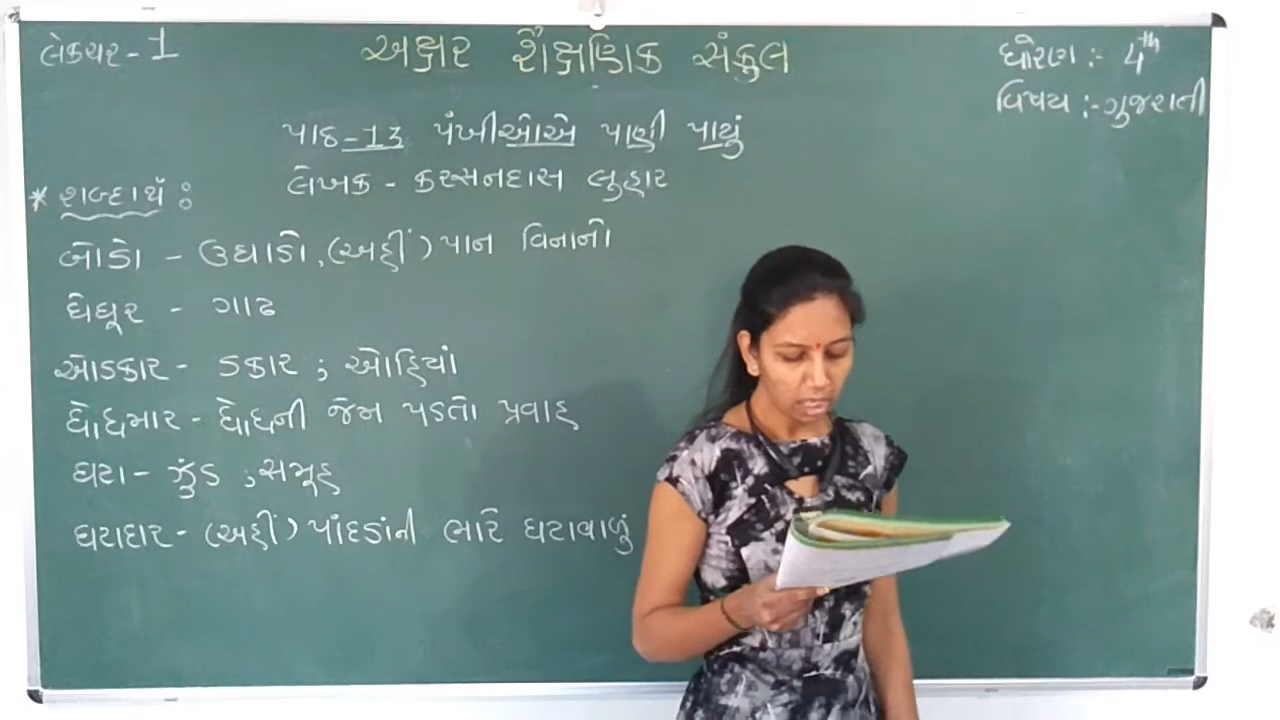 લેકચર - 1
અક્ષર શૈક્ષણિક સંકુલ
ધોરણ :- 4th
વિષય :- ગુજરાતી
પાઠ-13 પંખીઓએ પાણી પાયું
લેખક - કરસનદાસ લુહાર
* શબ્દાર્થ :
બોડો - ઉઘાડો, (અહીં) પાન વિનાનો
ઘેઘૂર - ગાઢ
ઓડકાર - ડકાર ; ઓહિયાં
ધોધમાર - ધોધની જેમ પડતો પ્રવાહ
ઘટા - ઝુંડ ; સમૂહ
ઘટાદાર - (અહીં) પાંદડાંની ભારે ઘટાવાળું